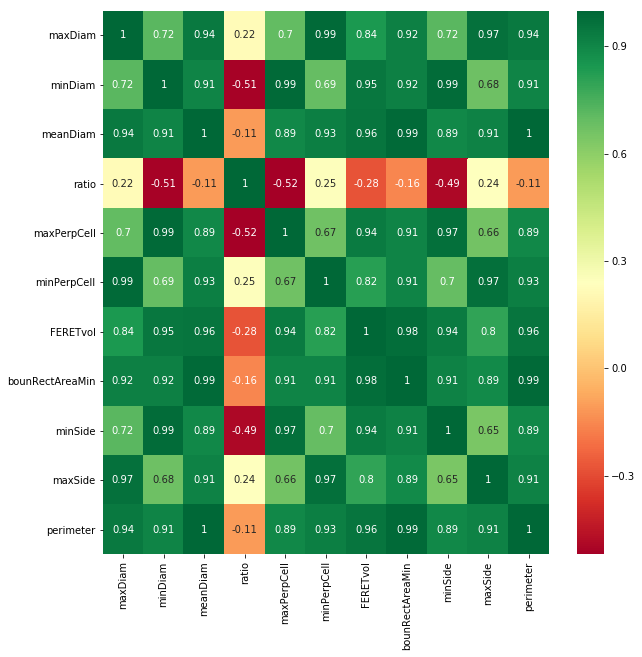 maxDiam 1 0.72 0.94 0.22 0.7 0.99 0.84 0.92 0.72 0.97 0.94
minDiam 0.72 1 0.91 -0.51 0.99 0.69 0.95 0.92 0.99 0.68 0.91
meanDiam 0.94 0.91 1 -0.11 0.89 0.93 0.96 0.99 0.89 0.91 1
ratio 0.22 -0.51 -0.11 1 -0.52 0.25 -0.28 -0.16 -0.49 0.24 -0.11
maxPerpCell 0.7 0.99 0.89 -0.52 1 0.67 0.94 0.91 0.97 0.66 0.89
minPerpCell 0.99 0.69 0.93 0.25 0.67 1 0.82 0.91 0.7 0.97 0.93
FERETvol 0.84 0.95 0.96 -0.28 0.94 0.82 1 0.98 0.94 0.8 0.96
bounRectAreaMin 0.92 0.92 0.99 -0.16 0.91 0.91 0.98 1 0.91 0.89 0.99
minSide 0.72 0.99 0.89 -0.49 0.97 0.7 0.94 0.91 1 0.65 0.89
maxSide 0.97 0.68 0.91 0.24 0.66 0.97 0.8 0.89 0.65 1 0.91
perimeter 0.94 0.91 1 -0.11 0.89 0.93 0.96 0.99 0.89 0.91 1
maxDiam minDiam meanDiam ratio maxPerpCell minPerpCell FERETvol bounRectAreaMin minSide maxSide perimeter
0.9
0.6
0.3
0.0
-0.3